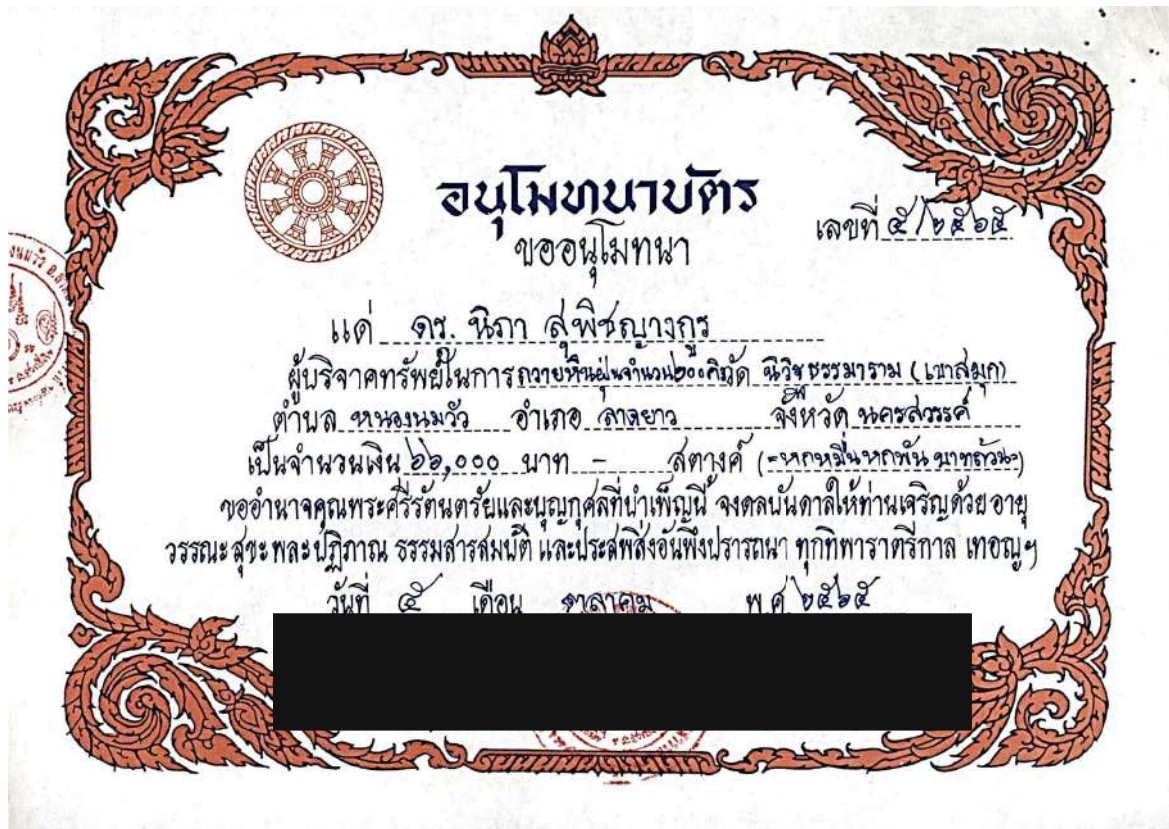 อนุโมทนาบัตร
เลขที่ ๕/๒๕๖๕
ขออนุโมทนา
แด่ ดร. นิภา สุพิชญางกูร
ผู้บริจาคทรัพย์ในการถวายหินฝุ่นจำนวน๒๐๐คิววัด ธรรมาราม (เขาสมุก)
ตำบล หนองนมวัว อำเภอ ลาดยาว จังหวัด นครสวรรค์
เป็นจำนวนเงิน ๖๖,๐๐๐ บาท - สตางค์ (=หกหมื่นหกพัน บาทถ้วน=)
ขออำนาจคุณพระศรีรัตนตรัยและบุญกุศลที่บำเพ็ญนี้ จงดลบันดาลให้ท่านเจริญด้วยอายุ
วรรณะ สุขะ พละ ปฏิภาณ ธรรมสารสมบัติ และประสพสิ่งอันพึงปรารถนา ทุกทิพาราตรีกาล เทอญฯ
วันที่ ๕ เดือน ตุลาคม พ.ศ. ๒๕๖๕